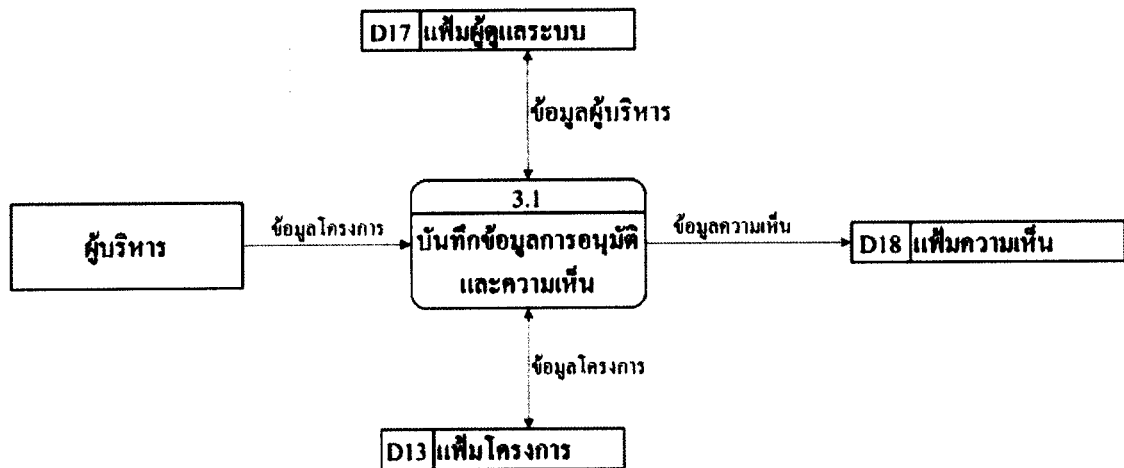 D17 แฟ้มผู้ดูแลระบบ
ข้อมูลผู้บริหาร
3.1
ผู้บริหาร
ข้อมูลโครงการ
บันทึกข้อมูลการอนุมัติ
และความเห็น
ข้อมูลความเห็น
D18 แฟ้มความเห็น
ข้อมูลโครงการ
D13 แฟ้มโครงการ